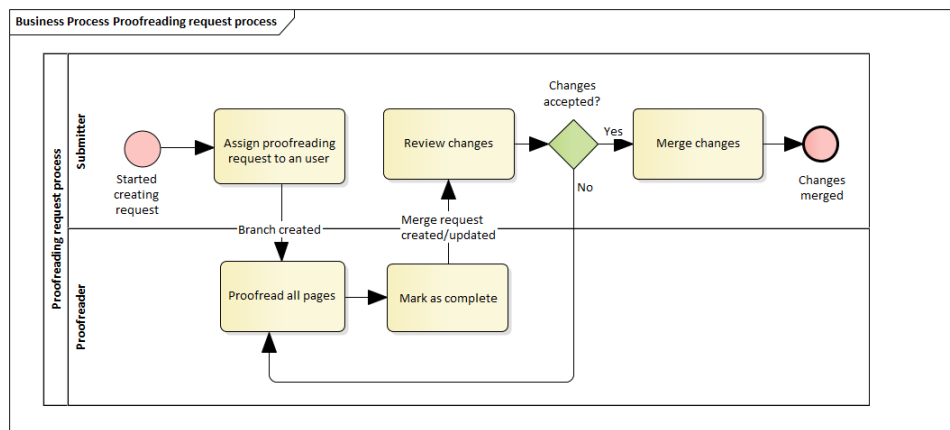 Business Process Proofreading request process
Proofreading request process
Submitter
Started
creating
request
Assign proofreading
request to an user
Review changes
Changes
accepted?
Yes
No
Merge changes
Changes
merged
Branch created
Merge request
created/updated
Proofreader
Proofread all pages
Mark as complete